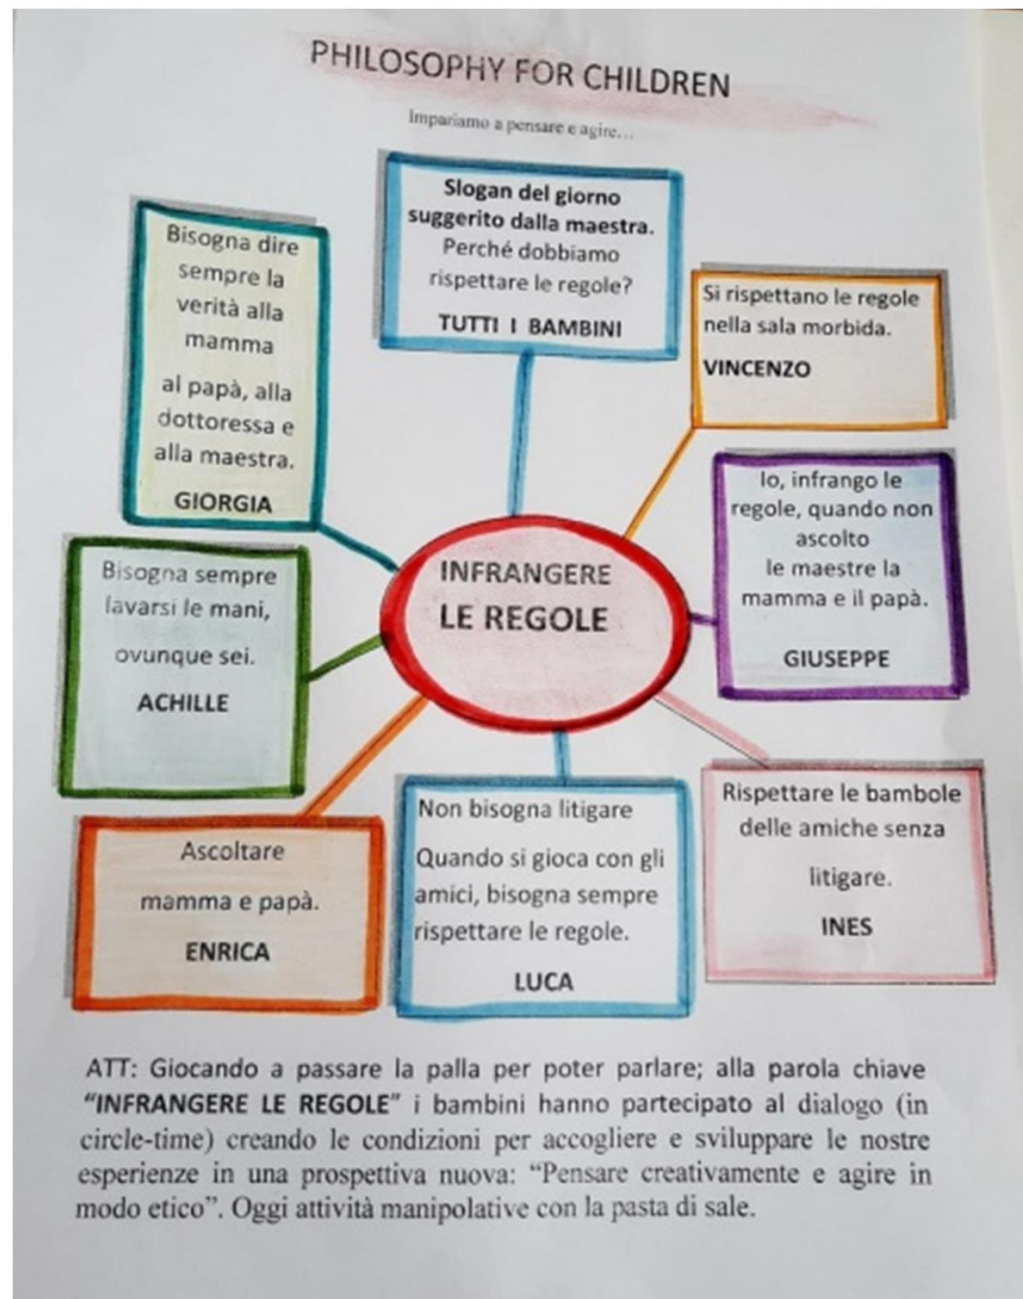 PHILOSOPHY FOR CHILDREN
Impariamo a pensare e agire...
Slogan del giorno
suggerito dalla maestra.
Perché dobbiamo
rispettare le regole?
TUTTI I BAMBINI
Bisogna dire
sempre la
verità alla
mamma
al papà, alla
dottoressa e
alla maestra.
GIORGIA
Si rispettano le regole
nella sala morbida.
VINCENZO
Io, infrango le
regole, quando non
ascolto
le maestre la
mamma e il papà.
GIUSEPPE
INFRANGERE
LE REGOLE
Bisogna sempre
lavarsi le mani,
ovunque sei.
ACHILLE
Ascoltare
mamma e papà.
ENRICA
Non bisogna litigare
Quando si gioca con gli
amici, bisogna sempre
rispettare le regole.
LUCA
Rispettare le bambole
delle amiche senza
litigare.
INES
ATT: Giocando a passare la palla per poter parlare; alla parola chiave
“INFRANGERE LE REGOLE” i bambini hanno partecipato al dialogo (in
circle-time) creando le condizioni per accogliere e sviluppare le nostre
esperienze in una prospettiva nuova: “Pensare creativamente e agire in
modo etico”. Oggi attività manipolative con la pasta di sale.